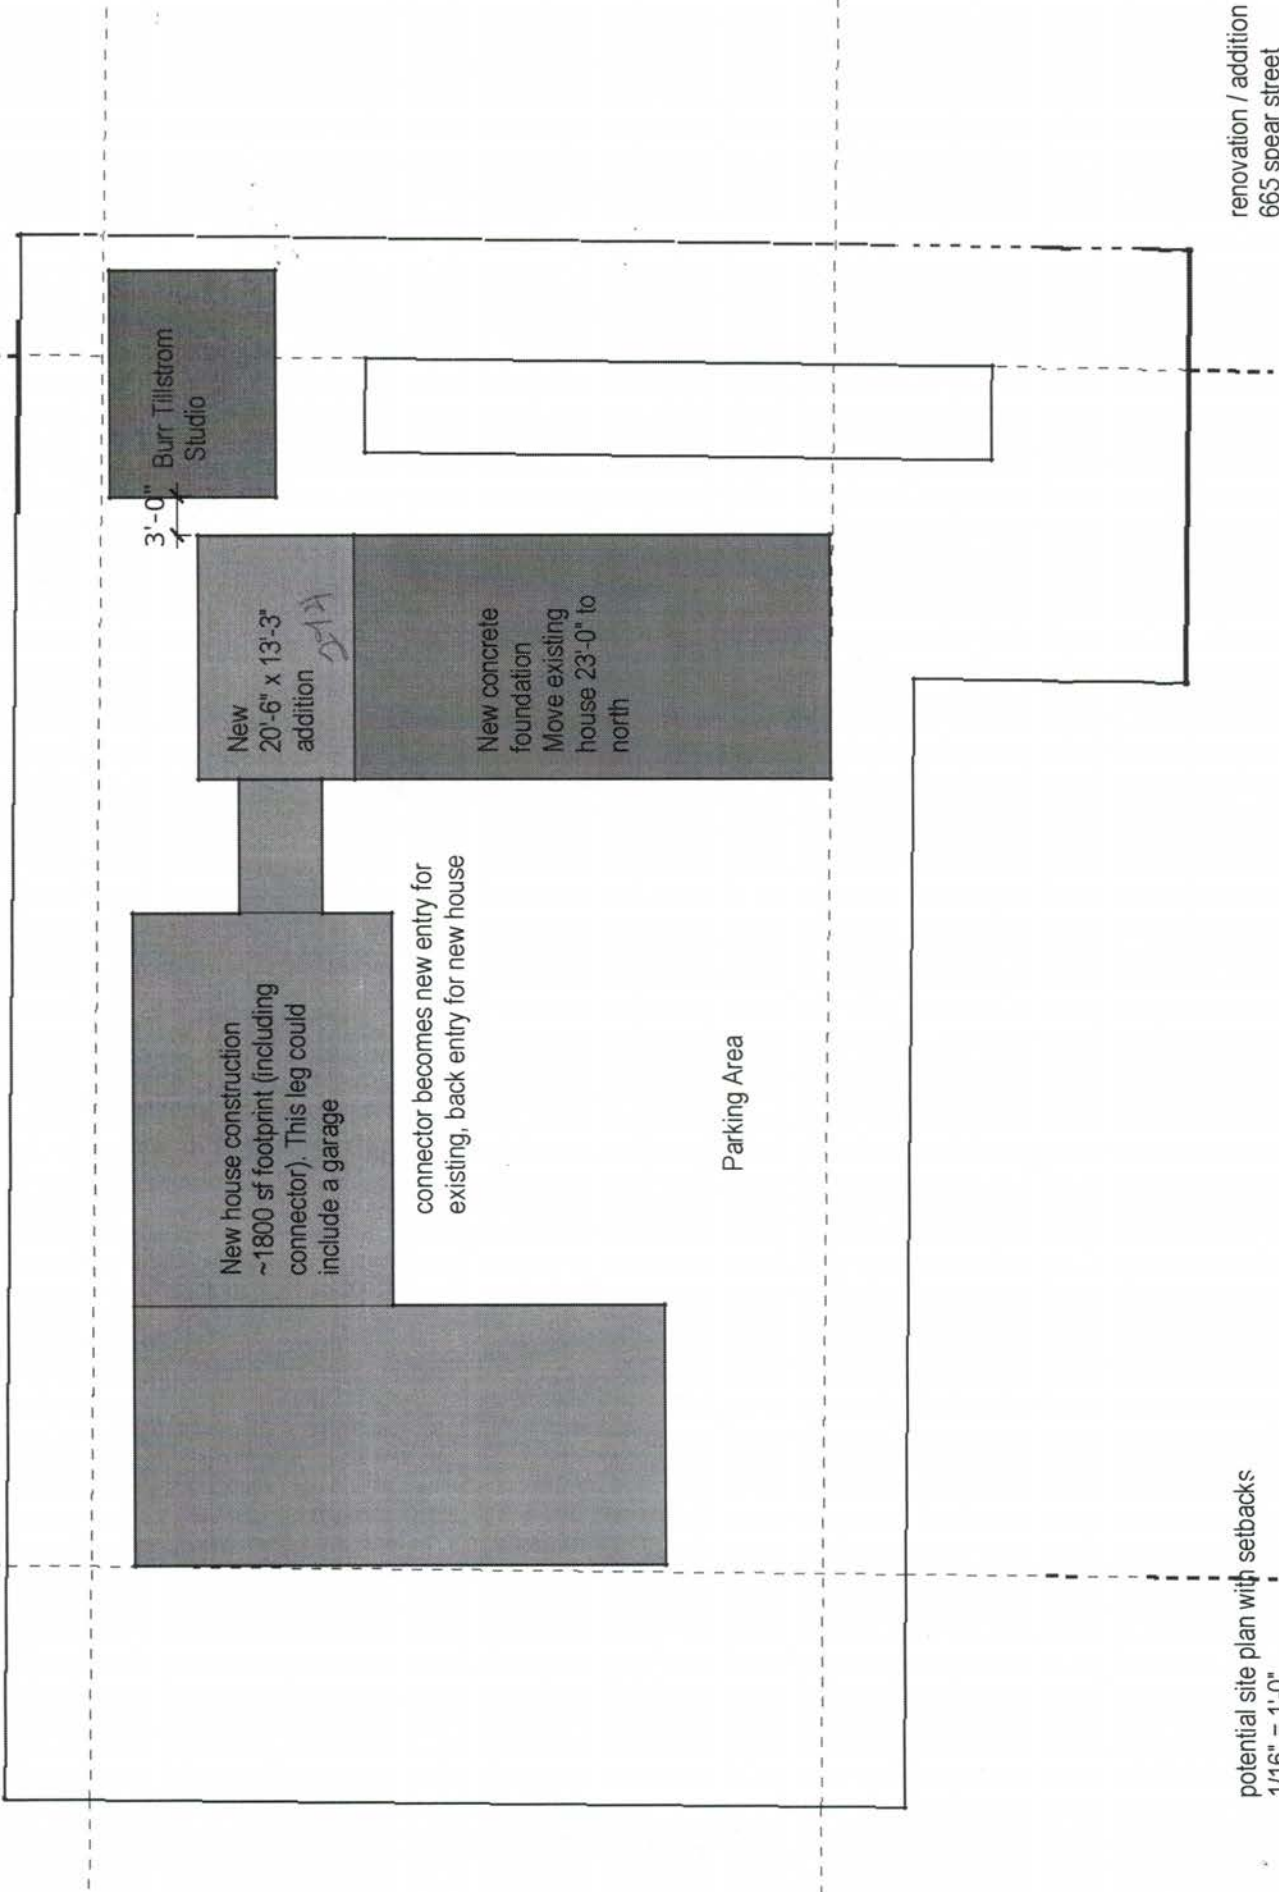 3'-0"
Burr Tillstrom
Studio
New
20'-6" x 13'-3"
addition
New house construction
~1800 sf footprint (including
connector). This leg could
include a garage
connector becomes new entry for
existing, back entry for new house
New concrete
foundation
Move existing
house 23'-0" to
north
Parking Area
potential site plan with setbacks
1/16" = 1'-0"
renovation / addition
665 spear street